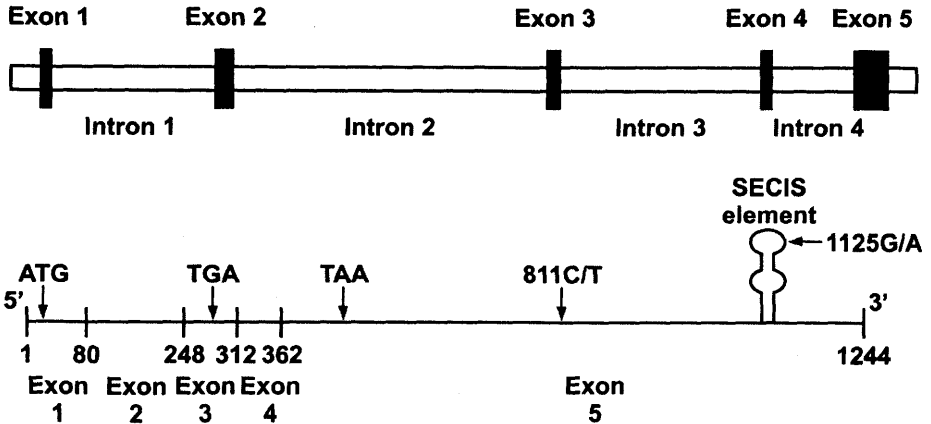 Exon 1 Exon 2 Exon 3 Exon 4 Exon 5
Intron 1 Intron 2 Intron 3 Intron 4
SECIS
element
1125G/A
ATG TGA TAA 811C/T
5' 3'
1 80 248 312 362 1244
Exon Exon Exon Exon Exon
1 2 3 4 5